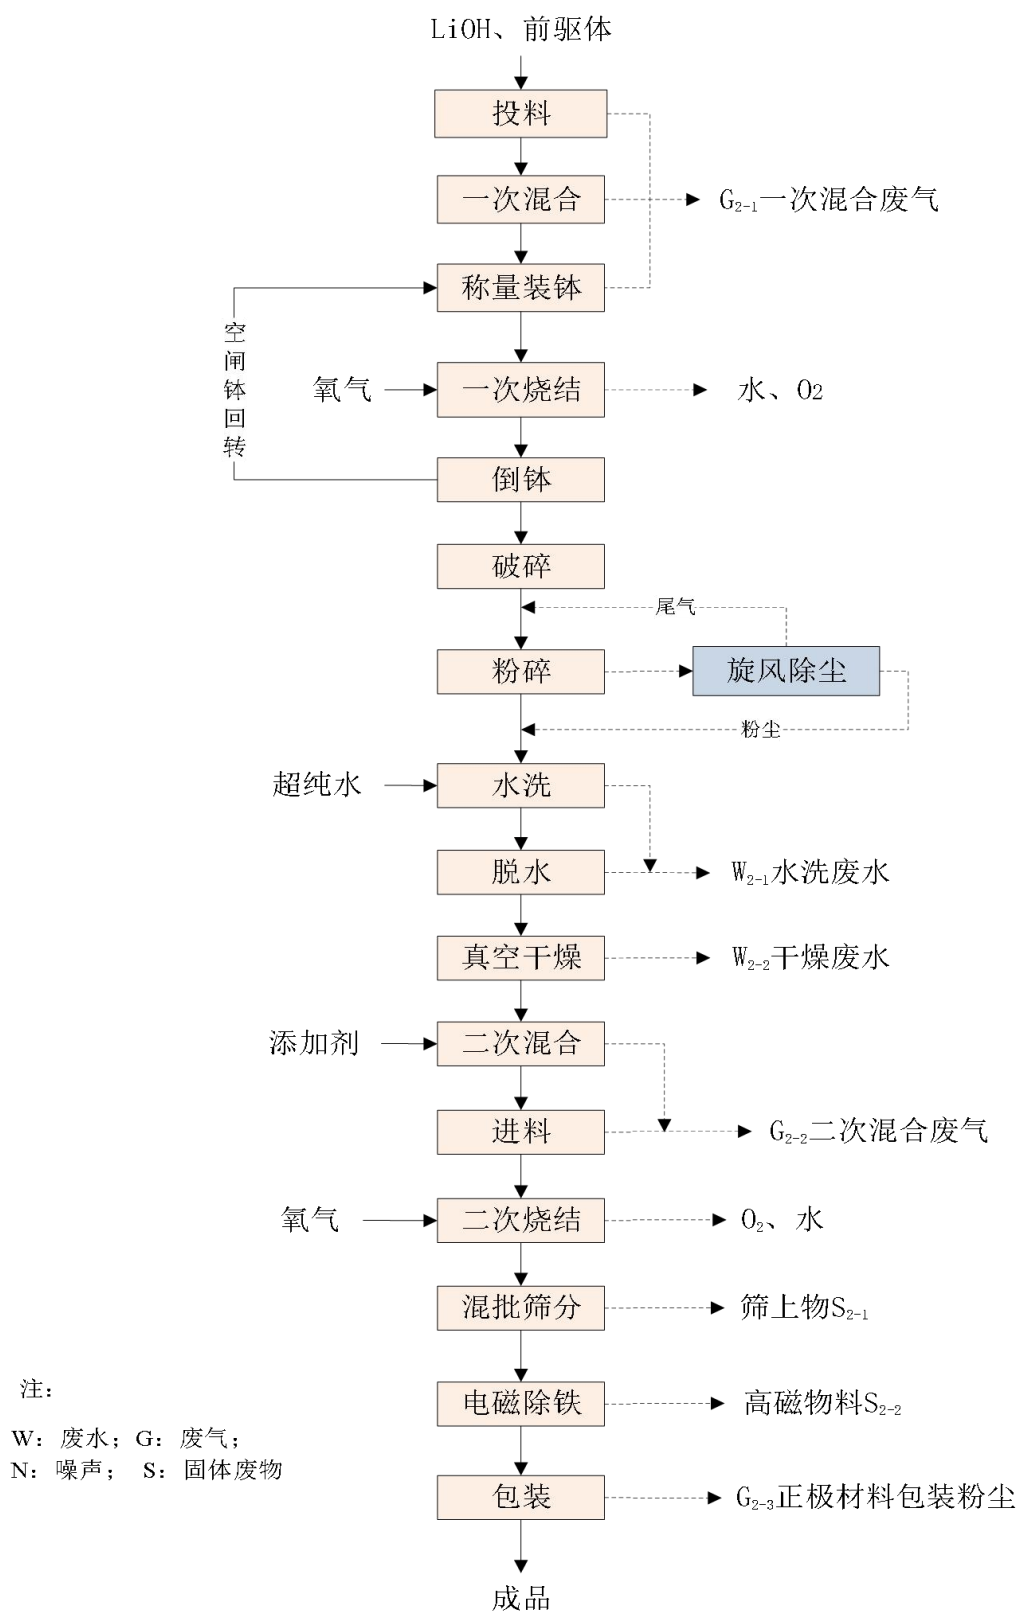 LiOH、前驱体
投料
一次混合
G₂₋₁一次混合废气
称量装钵
空闸钵回转
氧气
一次烧结
水、O2
倒钵
破碎
尾气
粉碎
旋风除尘
粉尘
超纯水
水洗
脱水
W₂₋₁水洗废水
真空干燥
W₂₋₂干燥废水
添加剂
二次混合
进料
G₂₋₂二次混合废气
氧气
二次烧结
O₂、水
混批筛分
筛上物S₂₋₁
电磁除铁
高磁物料S₂₋₂
包装
G₂₋₃正极材料包装粉尘
成品
注：
W：废水；G：废气；
N：噪声； S：固体废物